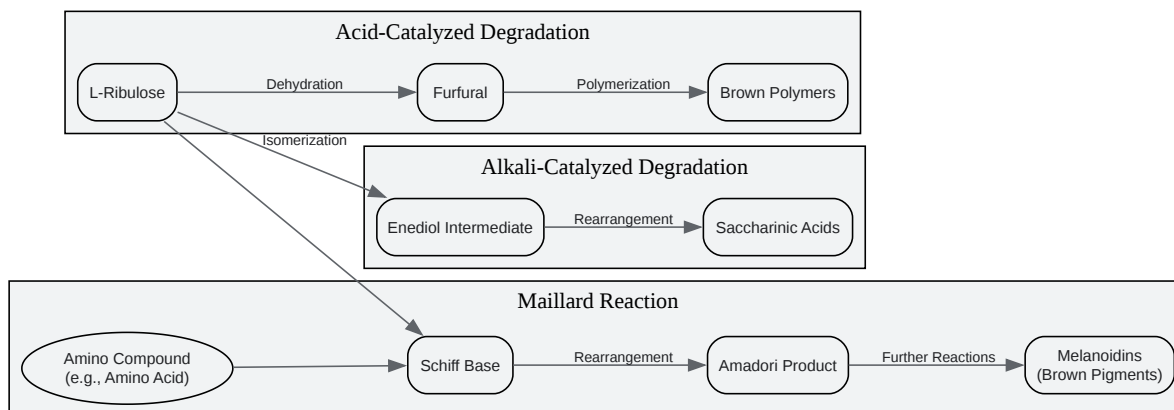 Acid-Catalyzed Degradation
L-Ribulose
Dehydration
Furfural
Polymerization
Brown Polymers
Isomerization
Alkali-Catalyzed Degradation
Enediol Intermediate
Rearrangement
Saccharinic Acids
Maillard Reaction
Amino Compound
(e.g., Amino Acid)
Schiff Base
Rearrangement
Amadori Product
Further Reactions
Melanoidins
(Brown Pigments)